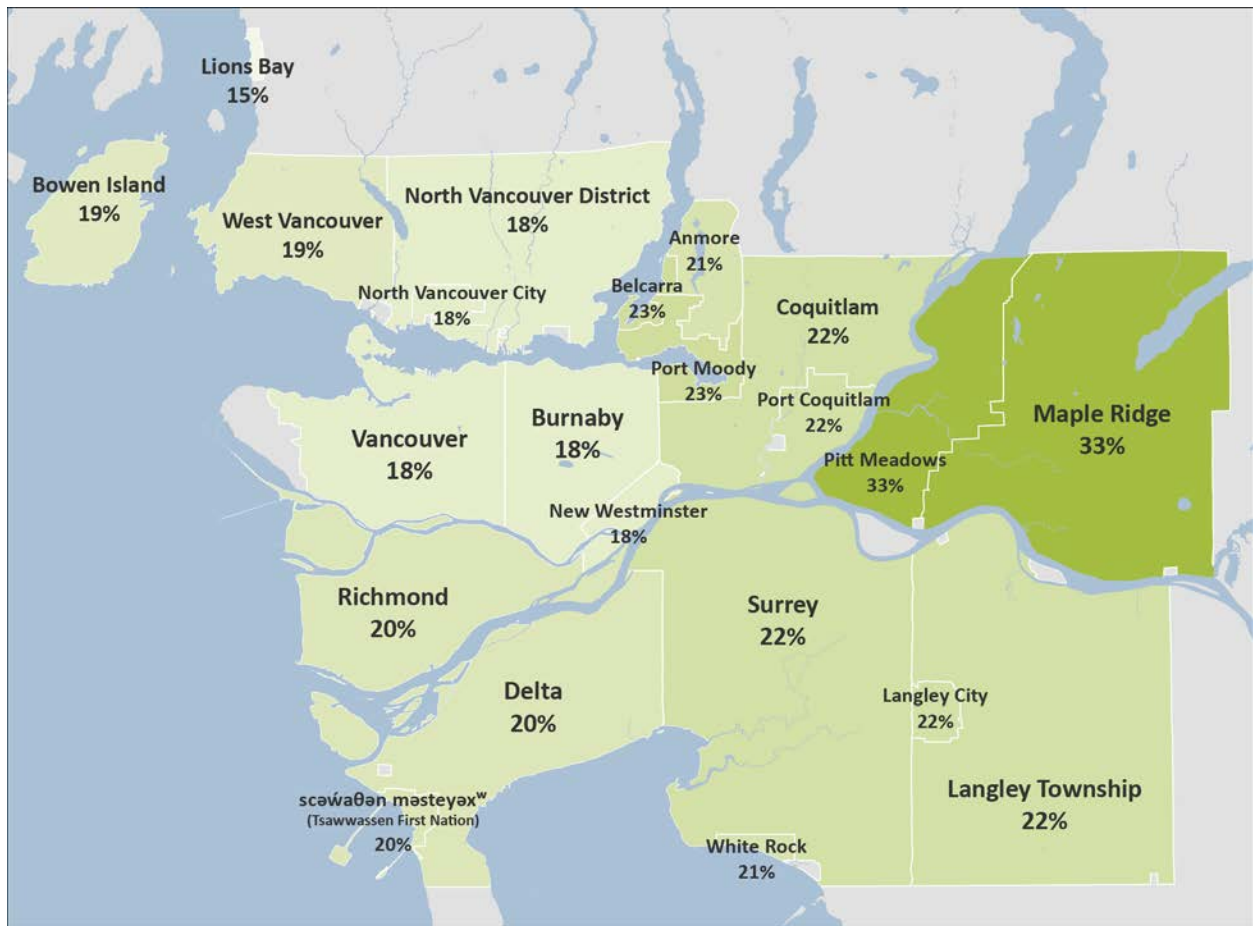 Lions Bay
15%
Bowen Island
19%
West Vancouver
19%
North Vancouver District
18%
North Vancouver City
18%
Anmore
21%
Belcarra
23%
Port Moody
23%
Coquitlam
22%
Port Coquitlam
22%
Pitt Meadows
33%
Maple Ridge
33%
Vancouver
18%
Burnaby
18%
New Westminster
18%
Richmond
20%
Delta
20%
Surrey
22%
Langley City
22%
Langley Township
22%
White Rock
21%
scəẃaθən məsteyəxʷ
(Tsawwassen First Nation)
20%